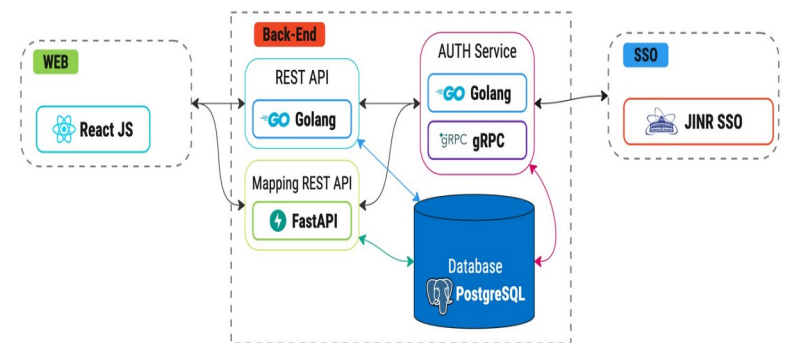 WEB
React JS
Back-End
REST API
GO Golang
Mapping REST API
FastAPI
AUTH Service
GO Golang
gRPC gRPC
Database
PostgreSQL
SSO
JINR SSO